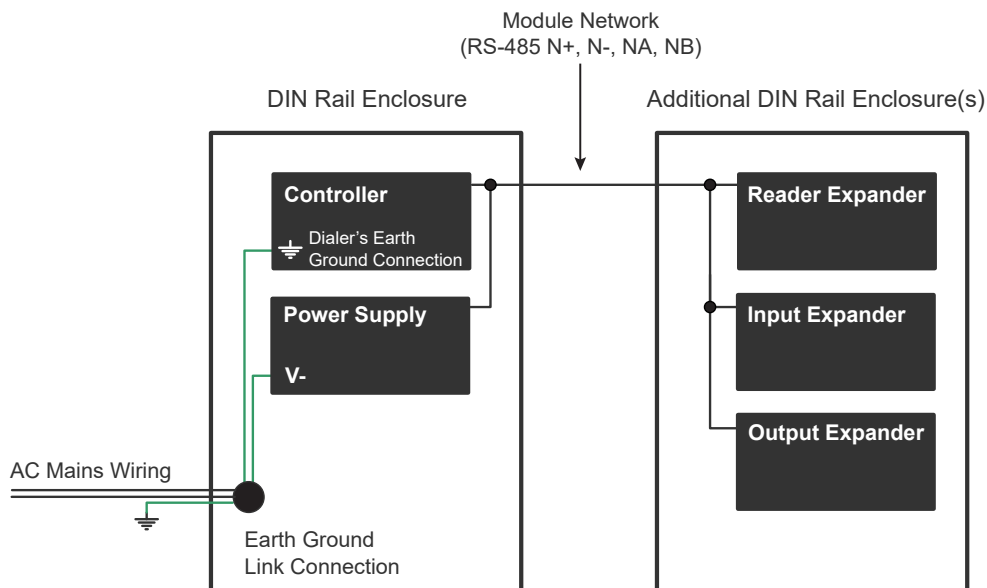 Module Network
(RS-485 N+, N-, NA, NB)
DIN Rail Enclosure
Additional DIN Rail Enclosure(s)
Controller
Dialer's Earth
Ground Connection
Power Supply
V-
Reader Expander
Input Expander
Output Expander
AC Mains Wiring
Earth Ground
Link Connection